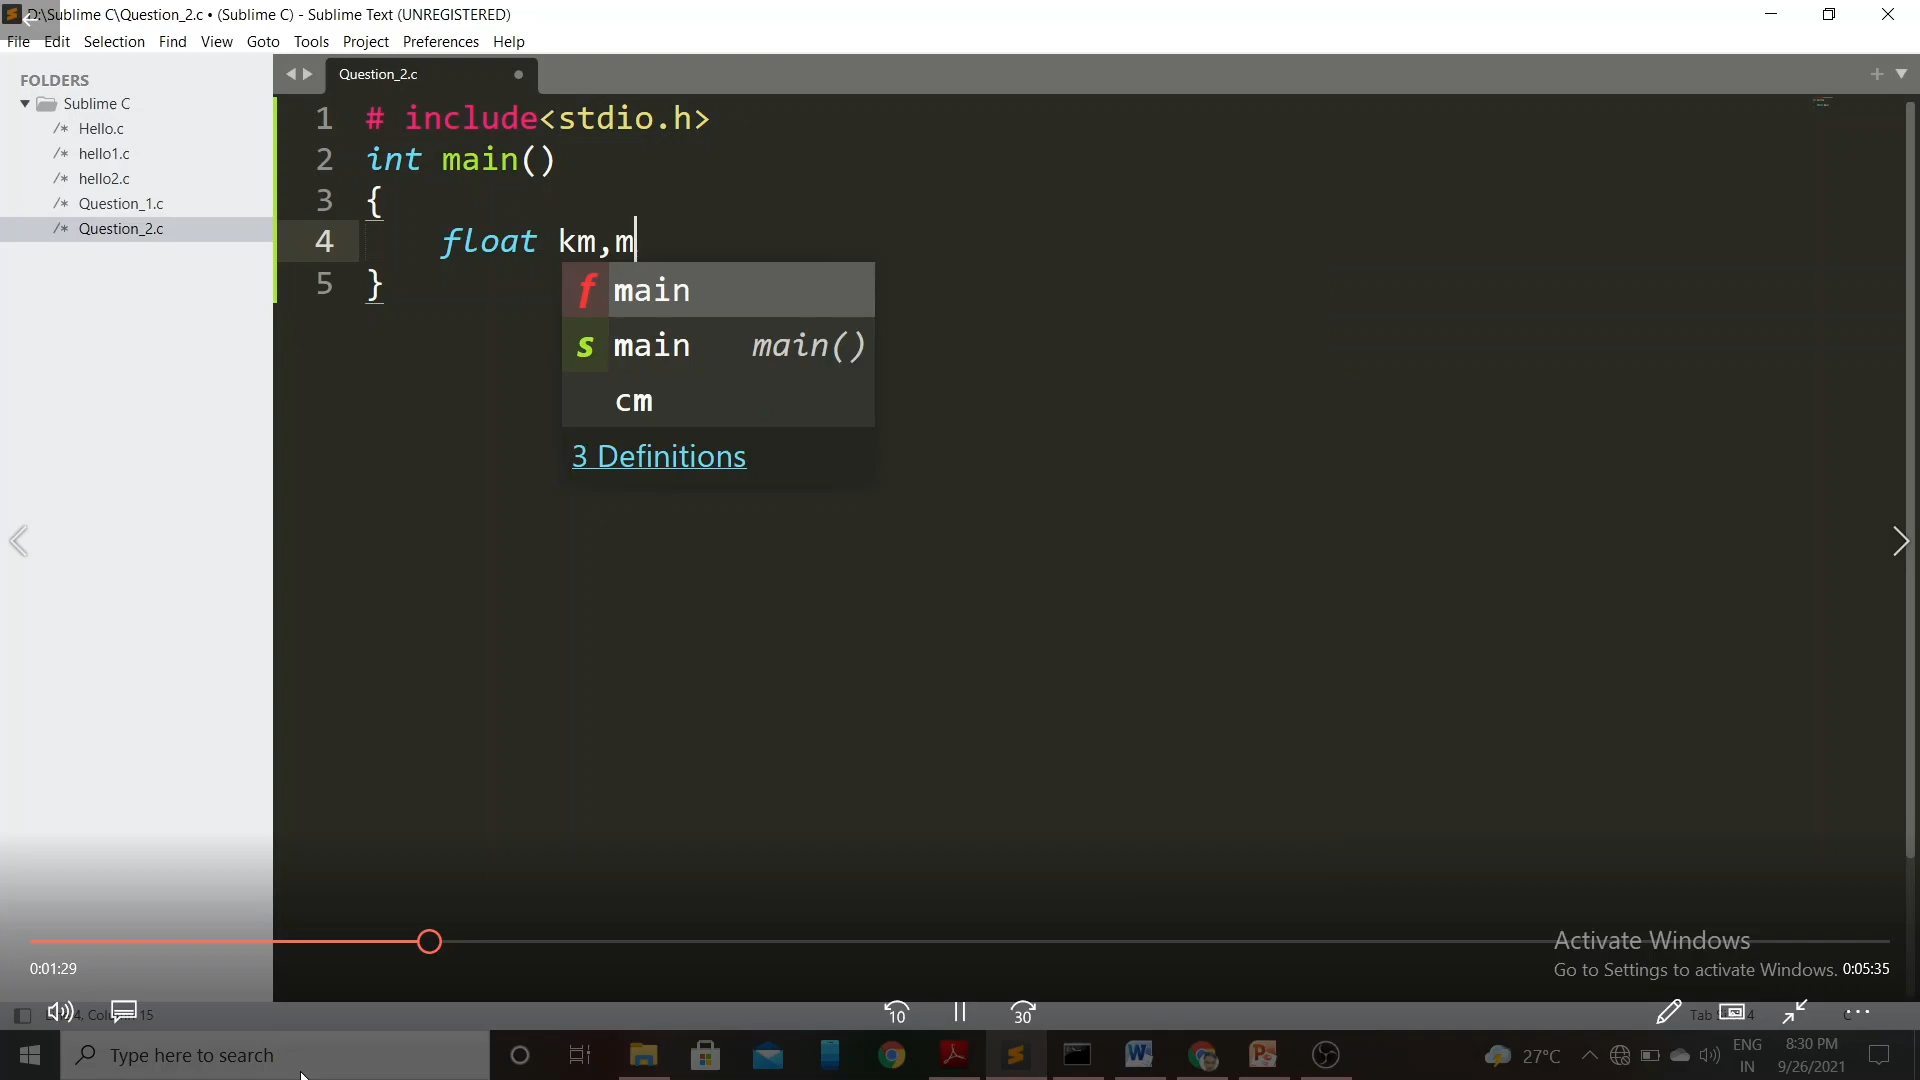 D:\Sublime C\Question_2.c • (Sublime C) - Sublime Text (UNREGISTERED)
File Edit Selection Find View Goto Tools Project Preferences Help
FOLDERS
Sublime C
/* Hello.c
/* hello1.c
/* hello2.c
/* Question_1.c
/* Question_2.c
Question_2.c
1 # include<stdio.h>
2 int main()
3 {
4 float km,m
5 }
f main
s main main()
cm
3 Definitions
Activate Windows
Go to Settings to activate Windows.
0:01:29
0:05:35
10
30
15
Tab
4
Type here to search
27°C
ENG
IN
8:30 PM
9/26/2021